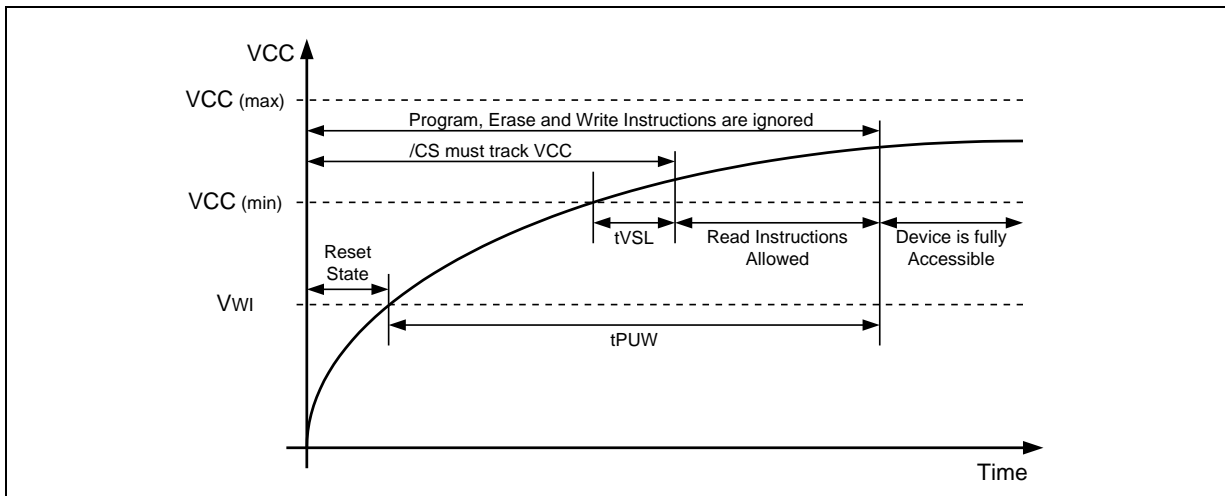 VCC
VCC (max)
Program, Erase and Write Instructions are ignored
/CS must track VCC
VCC (min)
tVSL
Read Instructions
Allowed
Device is fully
Accessible
Reset
State
VWI
tPUW
Time